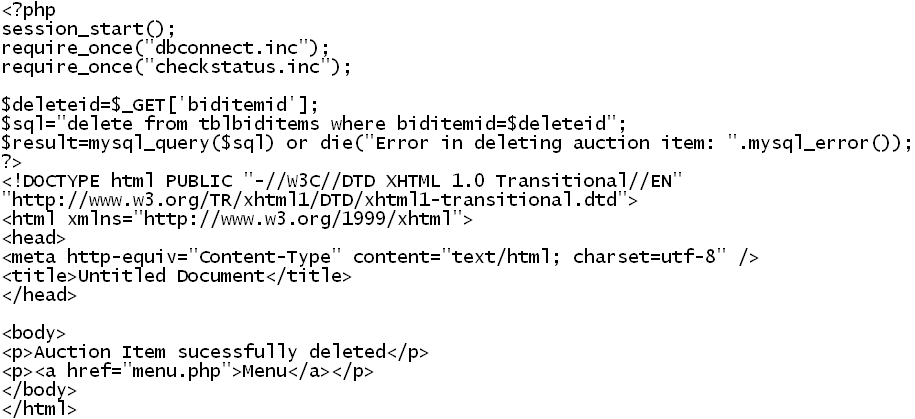 <?php
session_start();
require_once("dbconnect.inc");
require_once("checkstatus.inc");

$deleteid=$_GET['biditemid'];
$sql="delete from tblbiditems where biditemid=$deleteid";
$result=mysql_query($sql) or die("Error in deleting auction item: ".mysql_error());
?>
<!DOCTYPE html PUBLIC "-//W3C//DTD XHTML 1.0 Transitional//EN"
"http://www.w3.org/TR/xhtml1/DTD/xhtml1-transitional.dtd">
<html xmlns="http://www.w3.org/1999/xhtml">
<head>
<meta http-equiv="Content-Type" content="text/html; charset=utf-8" />
<title>Untitled Document</title>
</head>

<body>
<p>Auction Item sucessfully deleted</p>
<p><a href="menu.php">Menu</a></p>
</body>
</html>